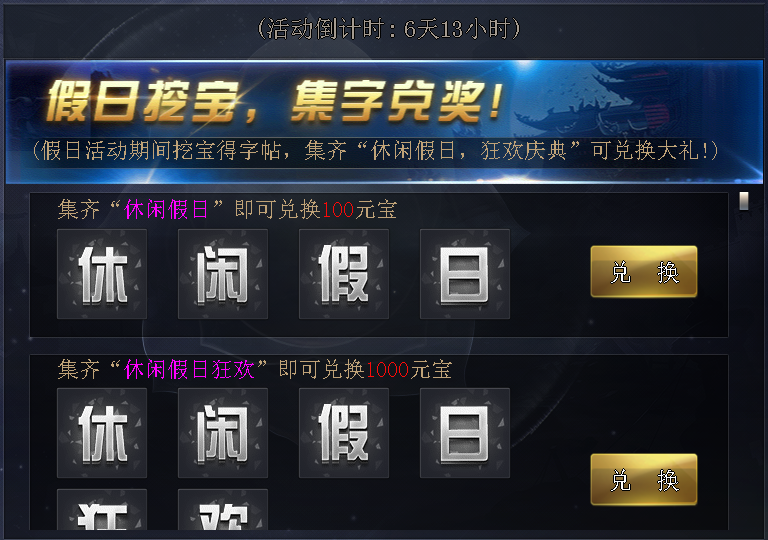 (活动倒计时: 6天13小时)
假日挖宝，集字兑奖!
(假日活动期间挖宝得字帖，集齐“休闲假日，狂欢庆典”可兑换大礼!)
集齐“休闲假日”即可兑换100元宝
休 闲 假 日
兑 换
集齐“休闲假日狂欢”即可兑换1000元宝
休 闲 假 日
兑 换
狂 欢